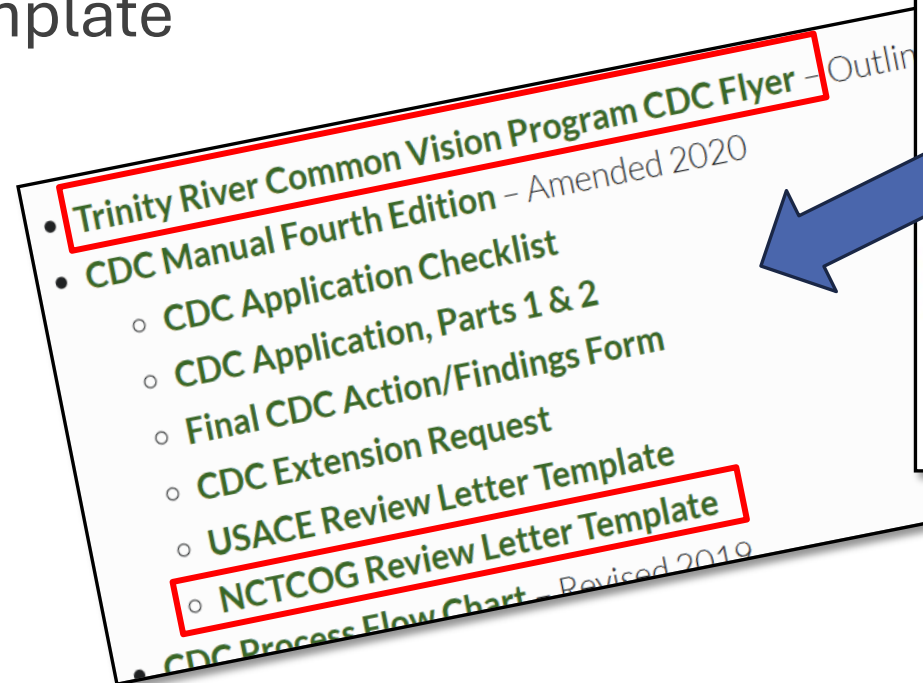 mplate
• Trinity River Common Vision Program CDC Flyer – Outlin
• CDC Manual Fourth Edition – Amended 2020
○ CDC Application Checklist
○ CDC Application, Parts 1 & 2
○ Final CDC Action/Findings Form
○ CDC Extension Request
○ USACE Review Letter Template
○ NCTCOG Review Letter Template
• CDC Process Flow Chart – Revised 2019